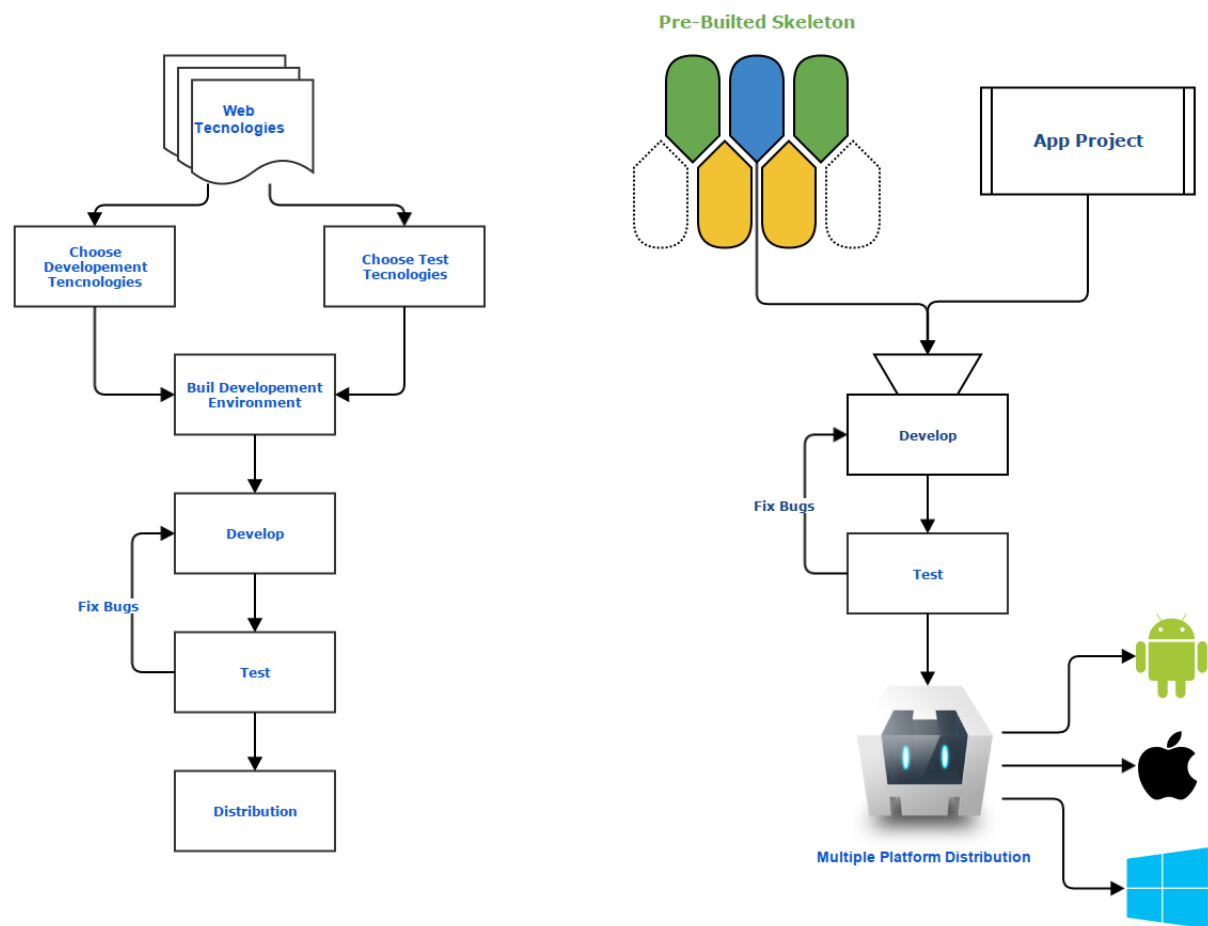 Pre-Builted Skeleton
Web
Tecnologies
App Project
Choose
Developement
Tencnologies
Choose Test
Tecnologies
Buil Developement
Environment
Develop
Fix Bugs
Test
Distribution
Develop
Fix Bugs
Test
Multiple Platform Distribution